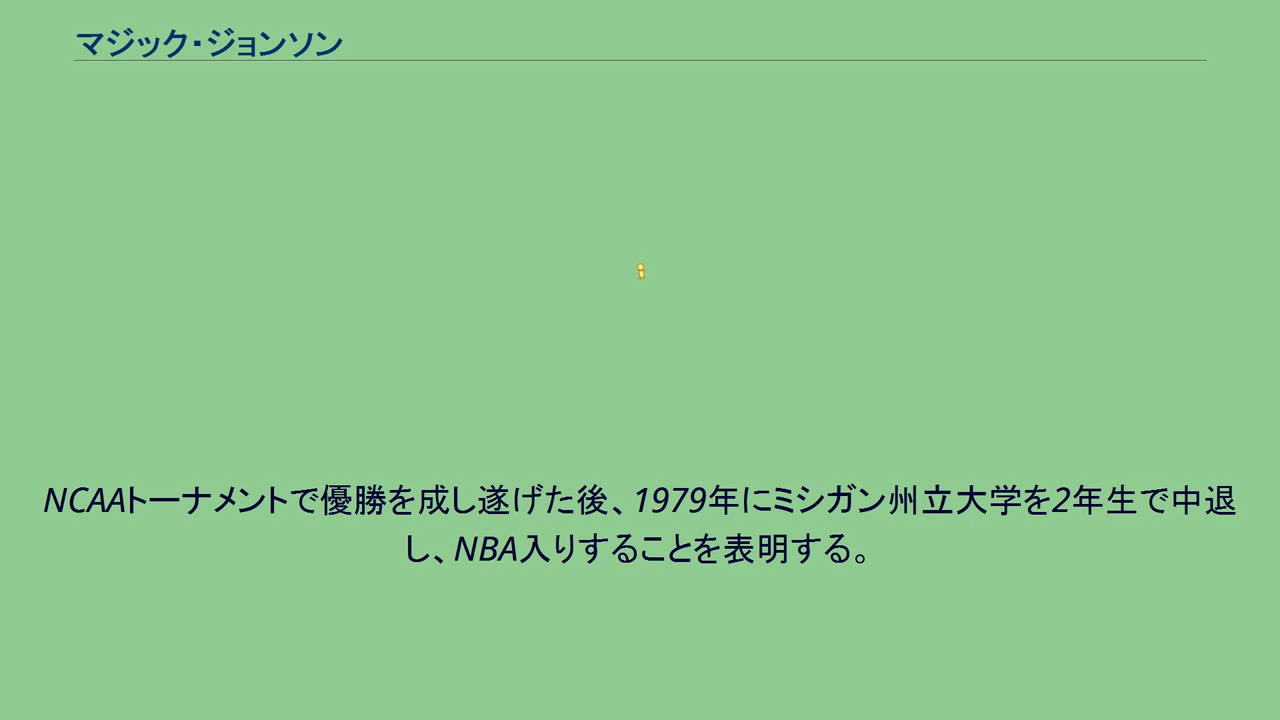 マジック・ジョンソン
NCAAトーナメントで優勝を成し遂げた後、1979年にミシガン州立大学を2年生で中退
し、NBA入りすることを表明する。